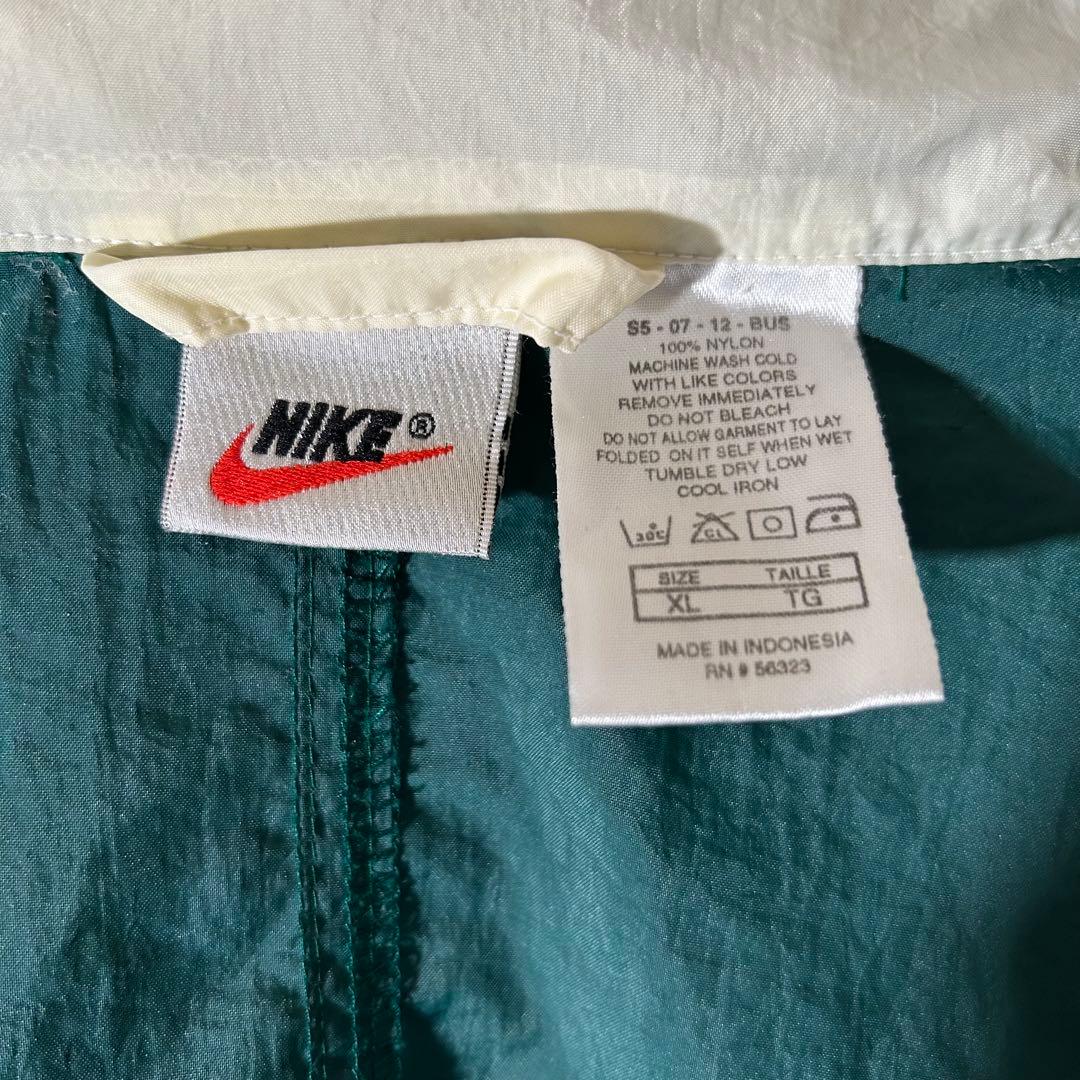 NIKE®
S5 - 07 - 12 - BUS
100% NYLON
MACHINE WASH COLD
WITH LIKE COLORS
REMOVE IMMEDIATELY
DO NOT BLEACH
DO NOT ALLOW GARMENT TO LAY
FOLDED ON IT SELF WHEN WET
TUMBLE DRY LOW
COOL IRON
30C CL
SIZE TAILLE
XL TG
MADE IN INDONESIA
RN # 56323